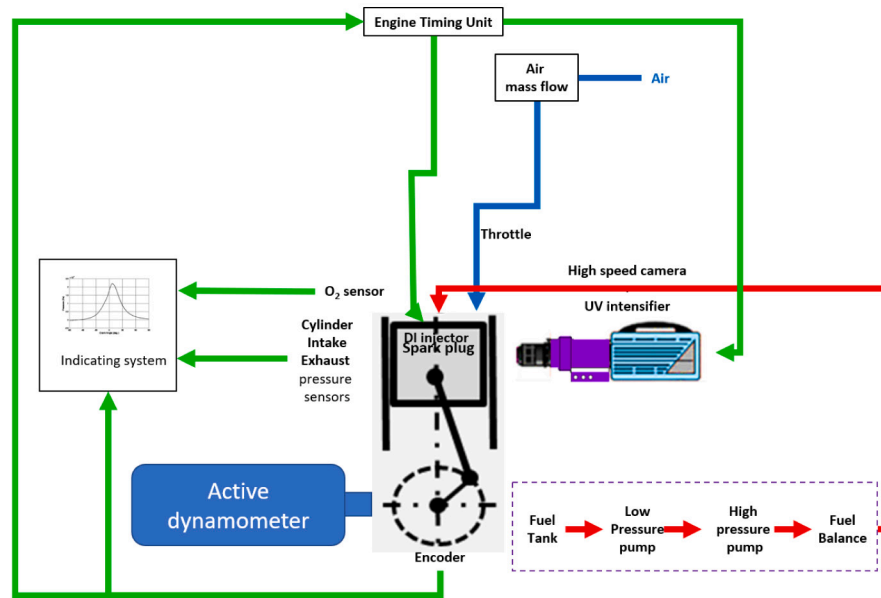 Engine Timing Unit
Air
mass flow
Air
Throttle
High speed camera
UV intensifier
O₂ sensor
Cylinder
Intake
Exhaust
pressure
sensors
Indicating system
DI injector
Spark plug
Active
dynamometer
Encoder
Fuel
Tank
Low
Pressure
pump
High
pressure
pump
Fuel
Balance